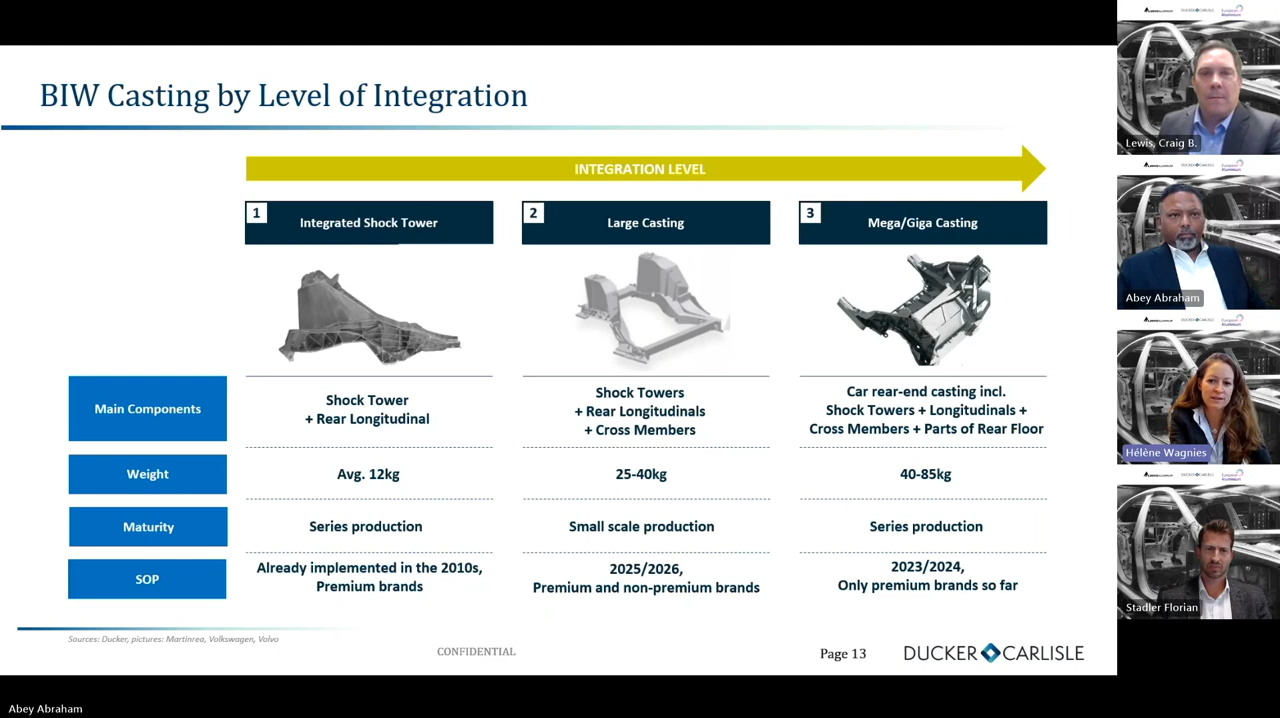 BIW Casting by Level of Integration
INTEGRATION LEVEL
1
Integrated Shock Tower
2
Large Casting
3
Mega/Giga Casting
Main Components
Shock Tower
+ Rear Longitudinal
Shock Towers
+ Rear Longitudinals
+ Cross Members
Car rear-end casting incl.
Shock Towers + Longitudinals +
Cross Members + Parts of Rear Floor
Weight
Avg. 12kg
25-40kg
40-85kg
Maturity
Series production
Small scale production
Series production
SOP
Already implemented in the 2010s,
Premium brands
2025/2026,
Premium and non-premium brands
2023/2024,
Only premium brands so far
Sources: Ducker, pictures: Martinrea, Volkswagen, Volvo
CONFIDENTIAL
Page 13
DUCKER CARLISLE
Lewis, Craig B.
Abey Abraham
Hélène Wagnies
Stadler Florian
Abey Abraham